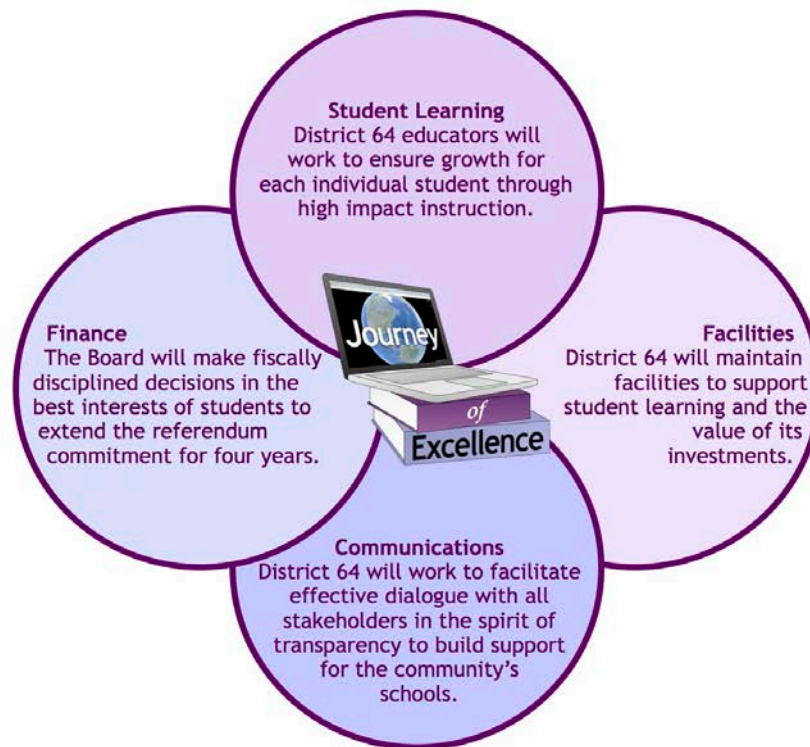 Student Learning
District 64 educators will
work to ensure growth for
each individual student through
high impact instruction.
Finance
The Board will make fiscally
disciplined decisions in the
best interests of students to
extend the referendum
commitment for four years.
Journey
of
Excellence
Facilities
District 64 will maintain
facilities to support
student learning and the
value of its
investments.
Communications
District 64 will work to facilitate
effective dialogue with all
stakeholders in the spirit of
transparency to build support
for the community's
schools.